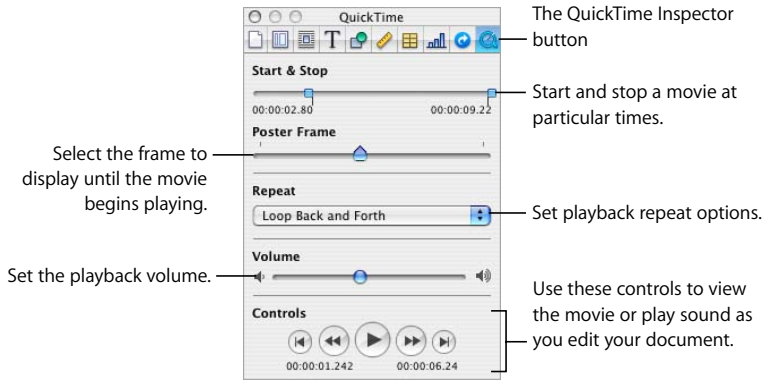 QuickTime
The QuickTime Inspector
button
T
Start & Stop
00:00:02.80
00:00:09.22
Start and stop a movie at
particular times.
Poster Frame
Select the frame to
display until the movie
begins playing.
Repeat
Loop Back and Forth
Set playback repeat options.
Volume
Set the playback volume.
Controls
00:00:01.242
00:00:06.24
Use these controls to view
the movie or play sound as
you edit your document.